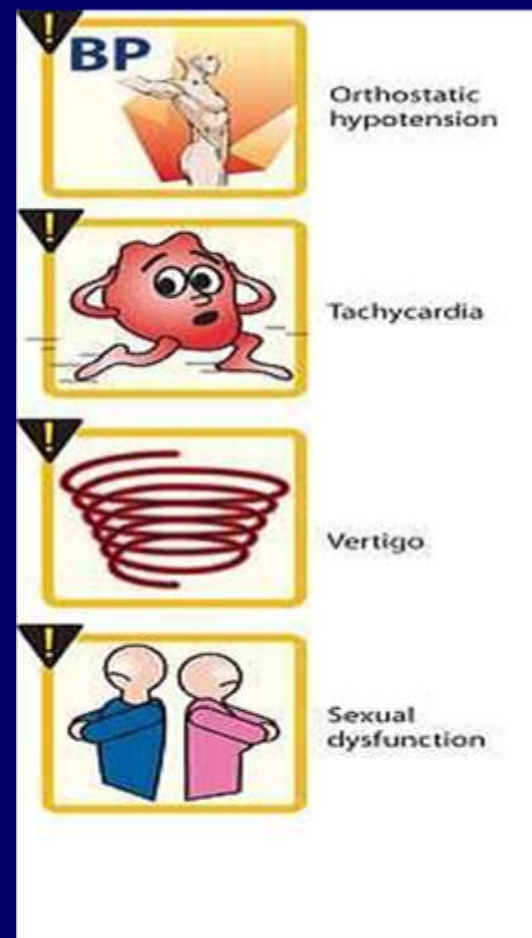 !
BP
Orthostatic
hypotension
!
Tachycardia
!
Vertigo
!
Sexual
dysfunction